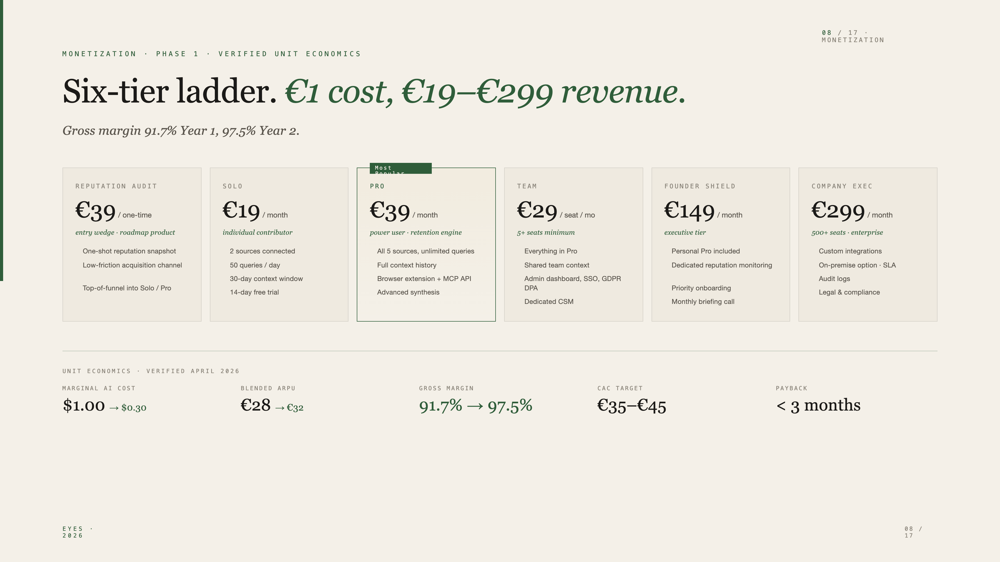 08 / 17 ·
MONETIZATION
MONETIZATION · PHASE 1 · VERIFIED UNIT ECONOMICS
Six-tier ladder. €1 cost, €19–€299 revenue.
Gross margin 91.7% Year 1, 97.5% Year 2.
REPUTATION AUDIT
€39 / one-time
entry wedge · roadmap product
One-shot reputation snapshot
Low-friction acquisition channel
Top-of-funnel into Solo / Pro
SOLO
€19 / month
individual contributor
2 sources connected
50 queries / day
30-day context window
14-day free trial
Most
Popular
PRO
€39 / month
power user · retention engine
All 5 sources, unlimited queries
Full context history
Browser extension + MCP API
Advanced synthesis
TEAM
€29 / seat / mo
5+ seats minimum
Everything in Pro
Shared team context
Admin dashboard, SSO, GDPR
DPA
Dedicated CSM
FOUNDER SHIELD
€149 / month
executive tier
Personal Pro included
Dedicated reputation monitoring
Priority onboarding
Monthly briefing call
COMPANY EXEC
€299 / month
500+ seats · enterprise
Custom integrations
On-premise option · SLA
Audit logs
Legal & compliance
UNIT ECONOMICS · VERIFIED APRIL 2026
MARGINAL AI COST
$1.00 → $0.30
BLENDED ARPU
€28 → €32
GROSS MARGIN
91.7% → 97.5%
CAC TARGET
€35–€45
PAYBACK
< 3 months
EYES ·
2026
08 /
17